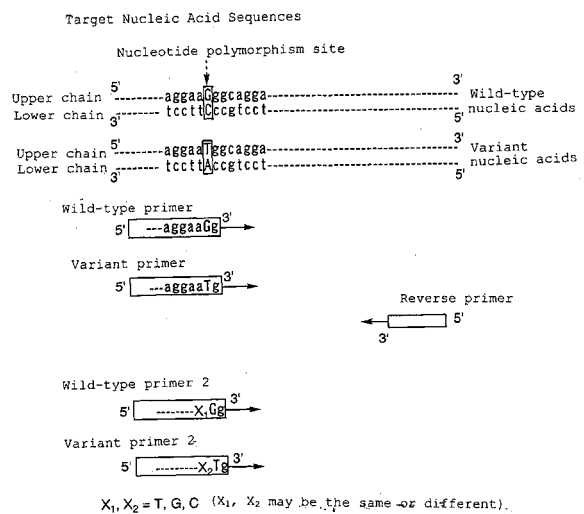 Target Nucleic Acid Sequences
Nucleotide polymorphism site
5' 3'
Upper chain ------aggaaGggcagga------ Wild-type
Lower chain ------tccttCccgtcct------ nucleic acids
3' 5'
5' 3'
Upper chain ------aggaaTggcagga------ Variant
Lower chain ------tccttAccgtcct------ nucleic acids
3' 5'
Wild-type primer
5' ---aggaaGg 3'
Variant primer
5' ---aggaaTg 3'
Reverse primer
5'
3'
Wild-type primer 2
5' --------X₁Gg 3'
Variant primer 2
5' --------X₂Tg 3'
X₁, X₂ = T, G, C (X₁, X₂ may be the same or different).